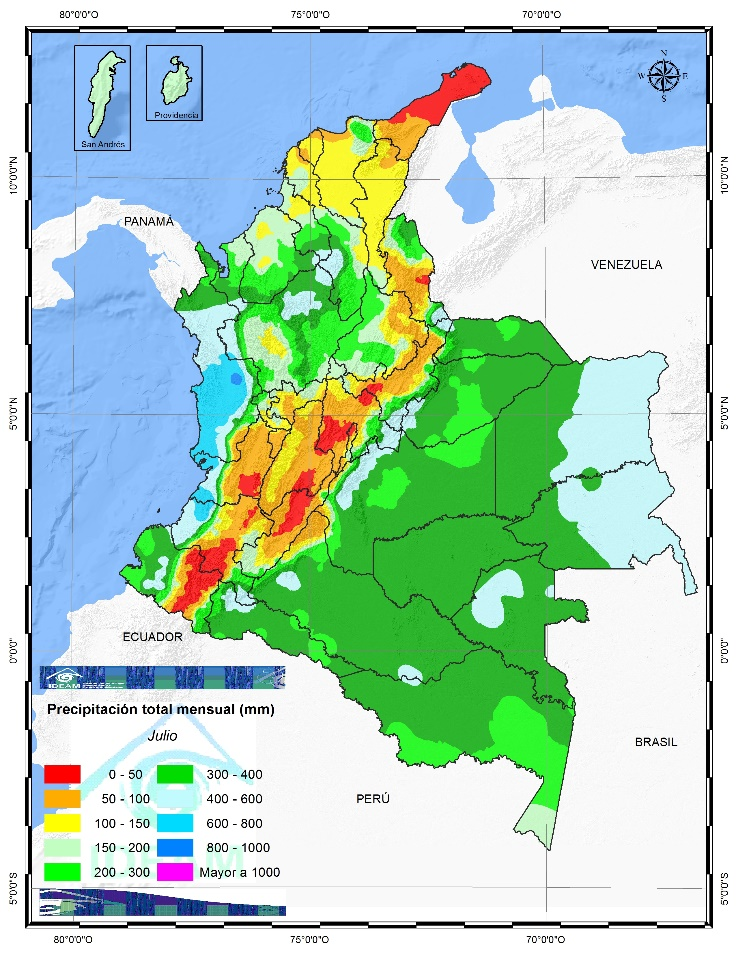 80°0'0"O 75°0'0"O 70°0'0"O
San Andrés
Providencia
N
W E
S
10°0'0"N 10°0'0"N
PANAMÁ
VENEZUELA
5°0'0"N 5°0'0"N
ECUADOR
0°0'0" 0°0'0"
IDEAM
Precipitación total mensual (mm)
Julio
BRASIL
PERÚ
0 - 50 300 - 400
50 - 100 400 - 600
100 - 150 600 - 800
150 - 200 800 - 1000
200 - 300 Mayor a 1000
IDEAM
5°0'0"S 5°0'0"S
80°0'0"O 75°0'0"O 70°0'0"O